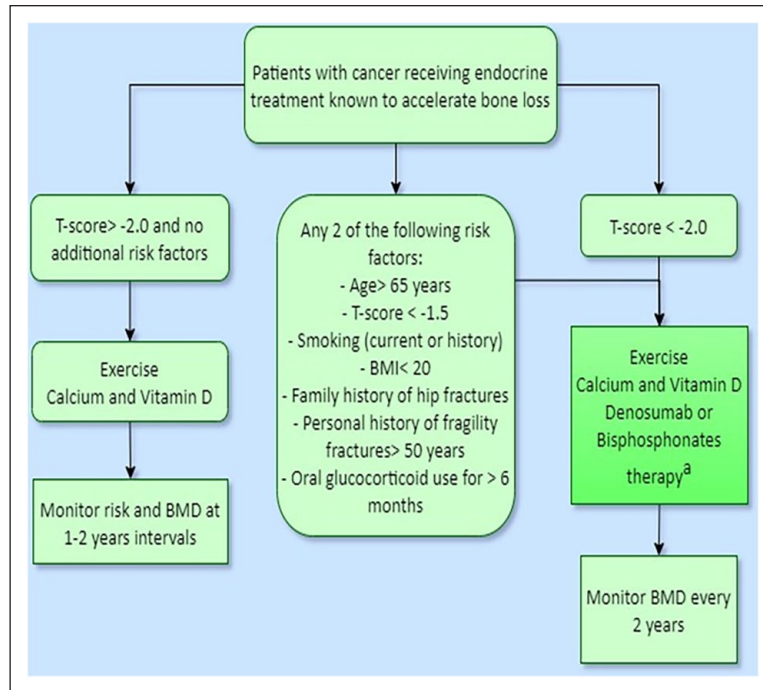 Patients with cancer receiving endocrine
treatment known to accelerate bone loss
T-score> -2.0 and no
additional risk factors
Exercise
Calcium and Vitamin D
Monitor risk and BMD at
1-2 years intervals
Any 2 of the following risk
factors:
- Age> 65 years
- T-score < -1.5
- Smoking (current or history)
- BMI< 20
- Family history of hip fractures
- Personal history of fragility
fractures> 50 years
- Oral glucocorticoid use for > 6
months
T-score < -2.0
Exercise
Calcium and Vitamin D
Denosumab or
Bisphosphonates
therapyª
Monitor BMD every
2 years